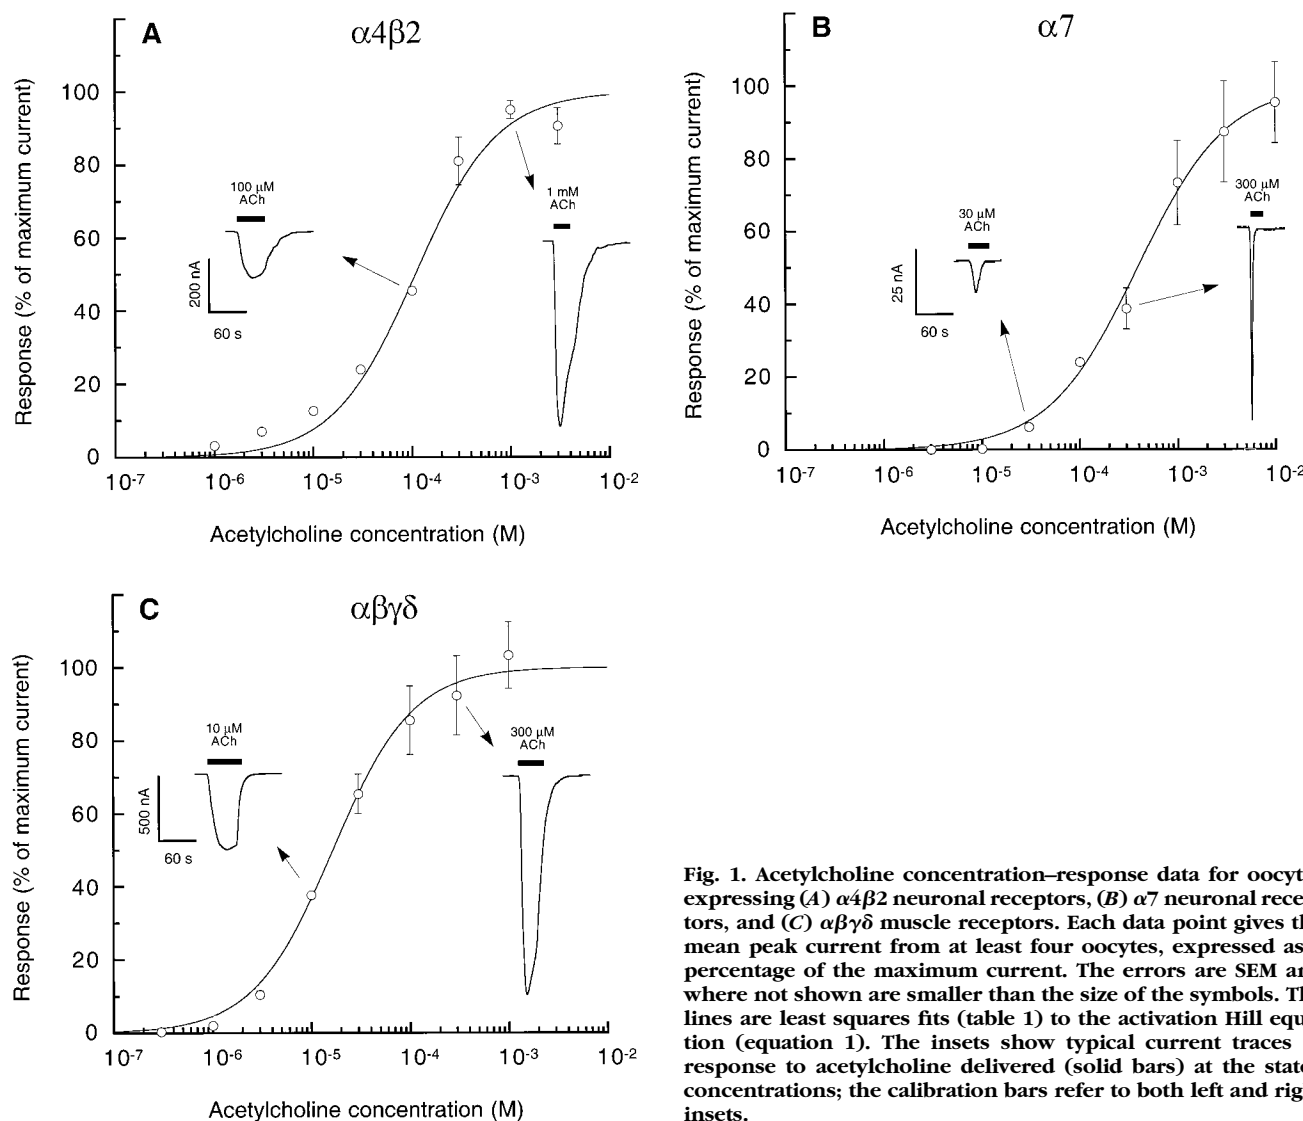 A
α4β2
Response (% of maximum current)
100
80
60
40
20
0
100 µM
ACh
1 mM
ACh
200 nA
60 s
10-7
10-6
10-5
10-4
10-3
10-2
Acetylcholine concentration (M)
B
α7
Response (% of maximum current)
100
80
60
40
20
0
30 µM
ACh
300 µM
ACh
25 nA
60 s
10-7
10-6
10-5
10-4
10-3
10-2
Acetylcholine concentration (M)
C
αβγδ
Response (% of maximum current)
100
80
60
40
20
0
10 µM
ACh
300 µM
ACh
500 nA
60 s
10-7
10-6
10-5
10-4
10-3
10-2
Acetylcholine concentration (M)
Fig. 1. Acetylcholine concentration–response data for oocyt
expressing (A) α4β2 neuronal receptors, (B) α7 neuronal rece
tors, and (C) αβγδ muscle receptors. Each data point gives th
mean peak current from at least four oocytes, expressed as
percentage of the maximum current. The errors are SEM an
where not shown are smaller than the size of the symbols. Th
lines are least squares fits (table 1) to the activation Hill equ
tion (equation 1). The insets show typical current traces
response to acetylcholine delivered (solid bars) at the state
concentrations; the calibration bars refer to both left and rig
insets.